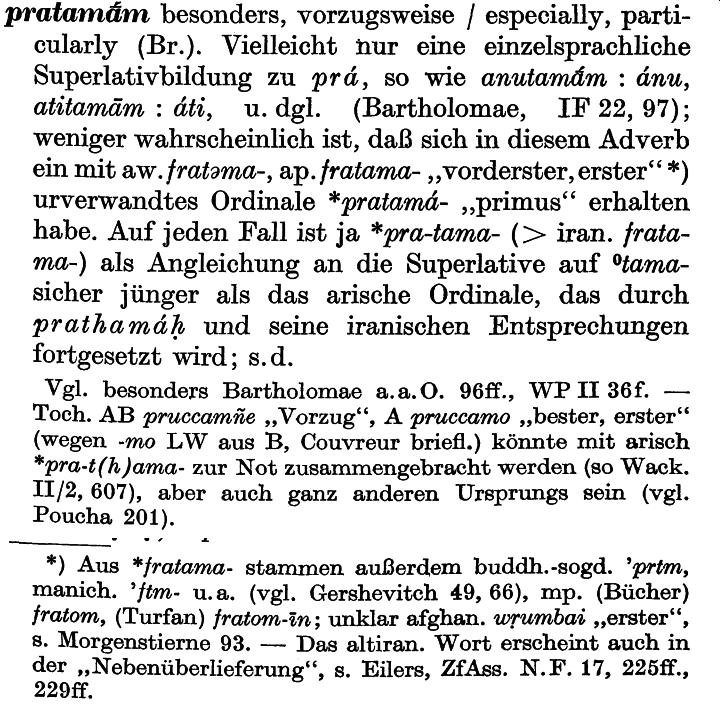 pratamā́m besonders, vorzugsweise / especially, parti-
cularly (Br.). Vielleicht nur eine einzelsprachliche
Superlativbildung zu prá, so wie anutamā́m : ánu,
atitamām : áti, u. dgl. (Bartholomae, IF 22, 97);
weniger wahrscheinlich ist, daß sich in diesem Adverb
ein mit aw. fratəma-, ap. fratama- „vorderster, erster“ *)
urverwandtes Ordinale *pratamá- „primus“ erhalten
habe. Auf jeden Fall ist ja *pra-tama- (> iran. frata-
ma-) als Angleichung an die Superlative auf ⁰tama-
sicher jünger als das arische Ordinale, das durch
prathamáḥ und seine iranischen Entsprechungen
fortgesetzt wird; s. d.
Vgl. besonders Bartholomae a. a. O. 96ff., WP II 36f. —
Toch. AB pruccamñe „Vorzug“, A pruccamo „bester, erster“
(wegen -mo LW aus B, Couvreur briefl.) könnte mit arisch
*pra-t(h)ama- zur Not zusammengebracht werden (so Wack.
II/2, 607), aber auch ganz anderen Ursprungs sein (vgl.
Poucha 201).
*) Aus *fratama- stammen außerdem buddh.-sogd. ’prtm,
manich. ’ftm- u. a. (vgl. Gershevitch 49, 66), mp. (Bücher)
fratom, (Turfan) fratom-īn; unklar afghan. wṛumbai „erster“,
s. Morgenstierne 93. — Das altiran. Wort erscheint auch in
der „Nebenüberlieferung“, s. Eilers, ZfAss. N. F. 17, 225ff.,
229ff.